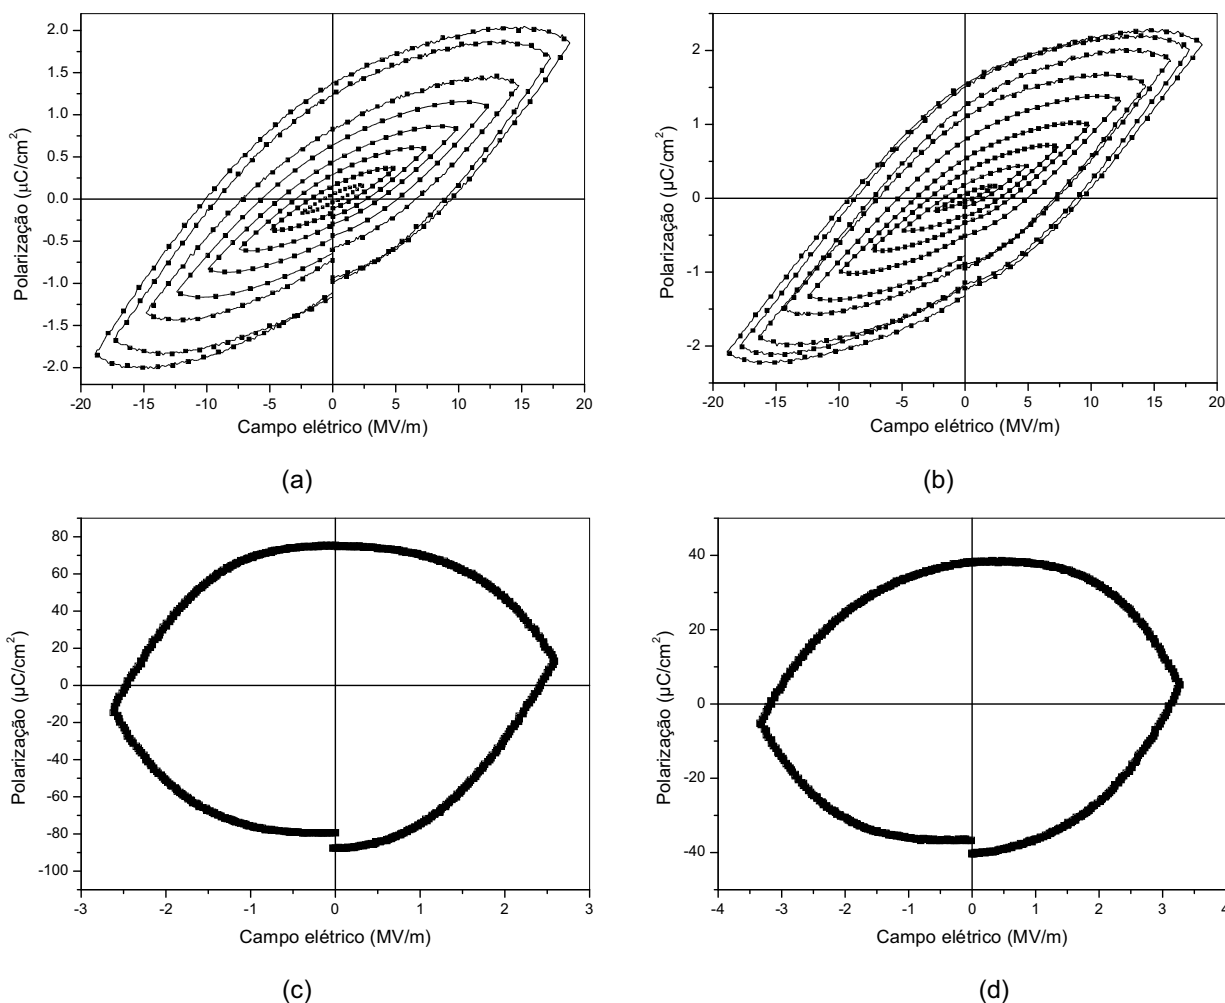 2.0
1.5
1.0
0.5
0.0
-0.5
-1.0
-1.5
-2.0
Polarização (µC/cm²)
-20 -15 -10 -5 0 5 10 15 20
Campo elétrico (MV/m)
(a)
2
1
0
-1
-2
Polarização (µC/cm²)
-20 -15 -10 -5 0 5 10 15 20
Campo elétrico (MV/m)
(b)
80
60
40
20
0
-20
-40
-60
-80
-100
Polarização (µC/cm²)
-3 -2 -1 0 1 2 3
Campo elétrico (MV/m)
(c)
40
20
0
-20
-40
Polarização (µC/cm²)
-4 -3 -2 -1 0 1 2 3 4
Campo elétrico (MV/m)
(d)